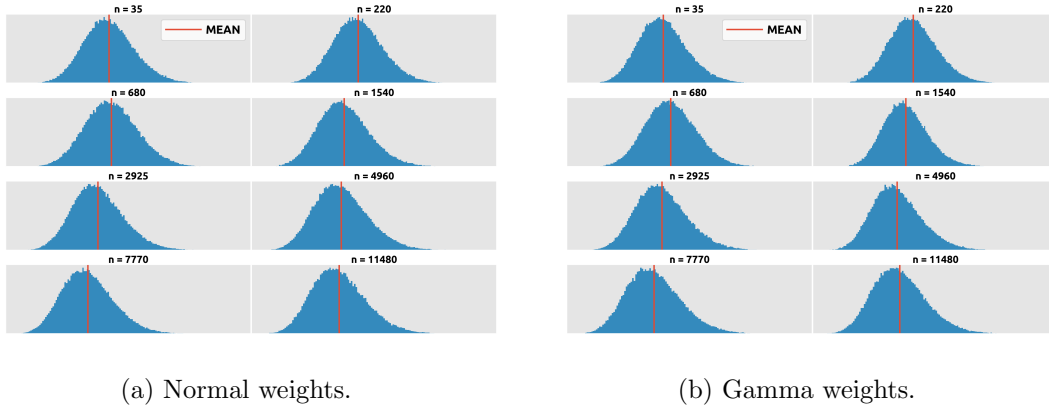 n = 35
MEAN
n = 220
n = 680
n = 1540
n = 2925
n = 4960
n = 7770
n = 11480
(a) Normal weights.
n = 35
MEAN
n = 220
n = 680
n = 1540
n = 2925
n = 4960
n = 7770
n = 11480
(b) Gamma weights.